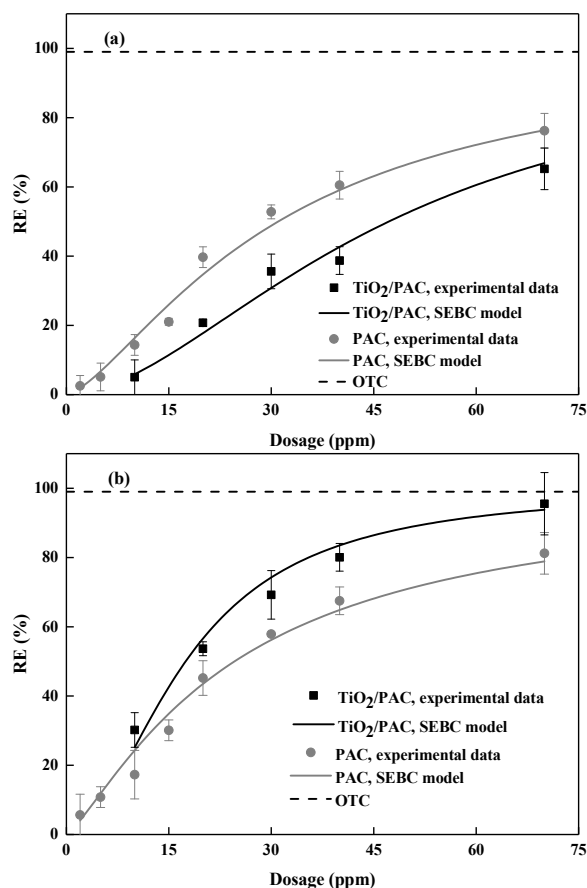 (a)
100
80
60
40
20
0
RE (%)
TiO2/PAC, experimental data
TiO2/PAC, SEBC model
PAC, experimental data
PAC, SEBC model
OTC
0 15 30 45 60 75
Dosage (ppm)
(b)
100
80
60
40
20
0
RE (%)
TiO2/PAC, experimental data
TiO2/PAC, SEBC model
PAC, experimental data
PAC, SEBC model
OTC
0 15 30 45 60 75
Dosage (ppm)